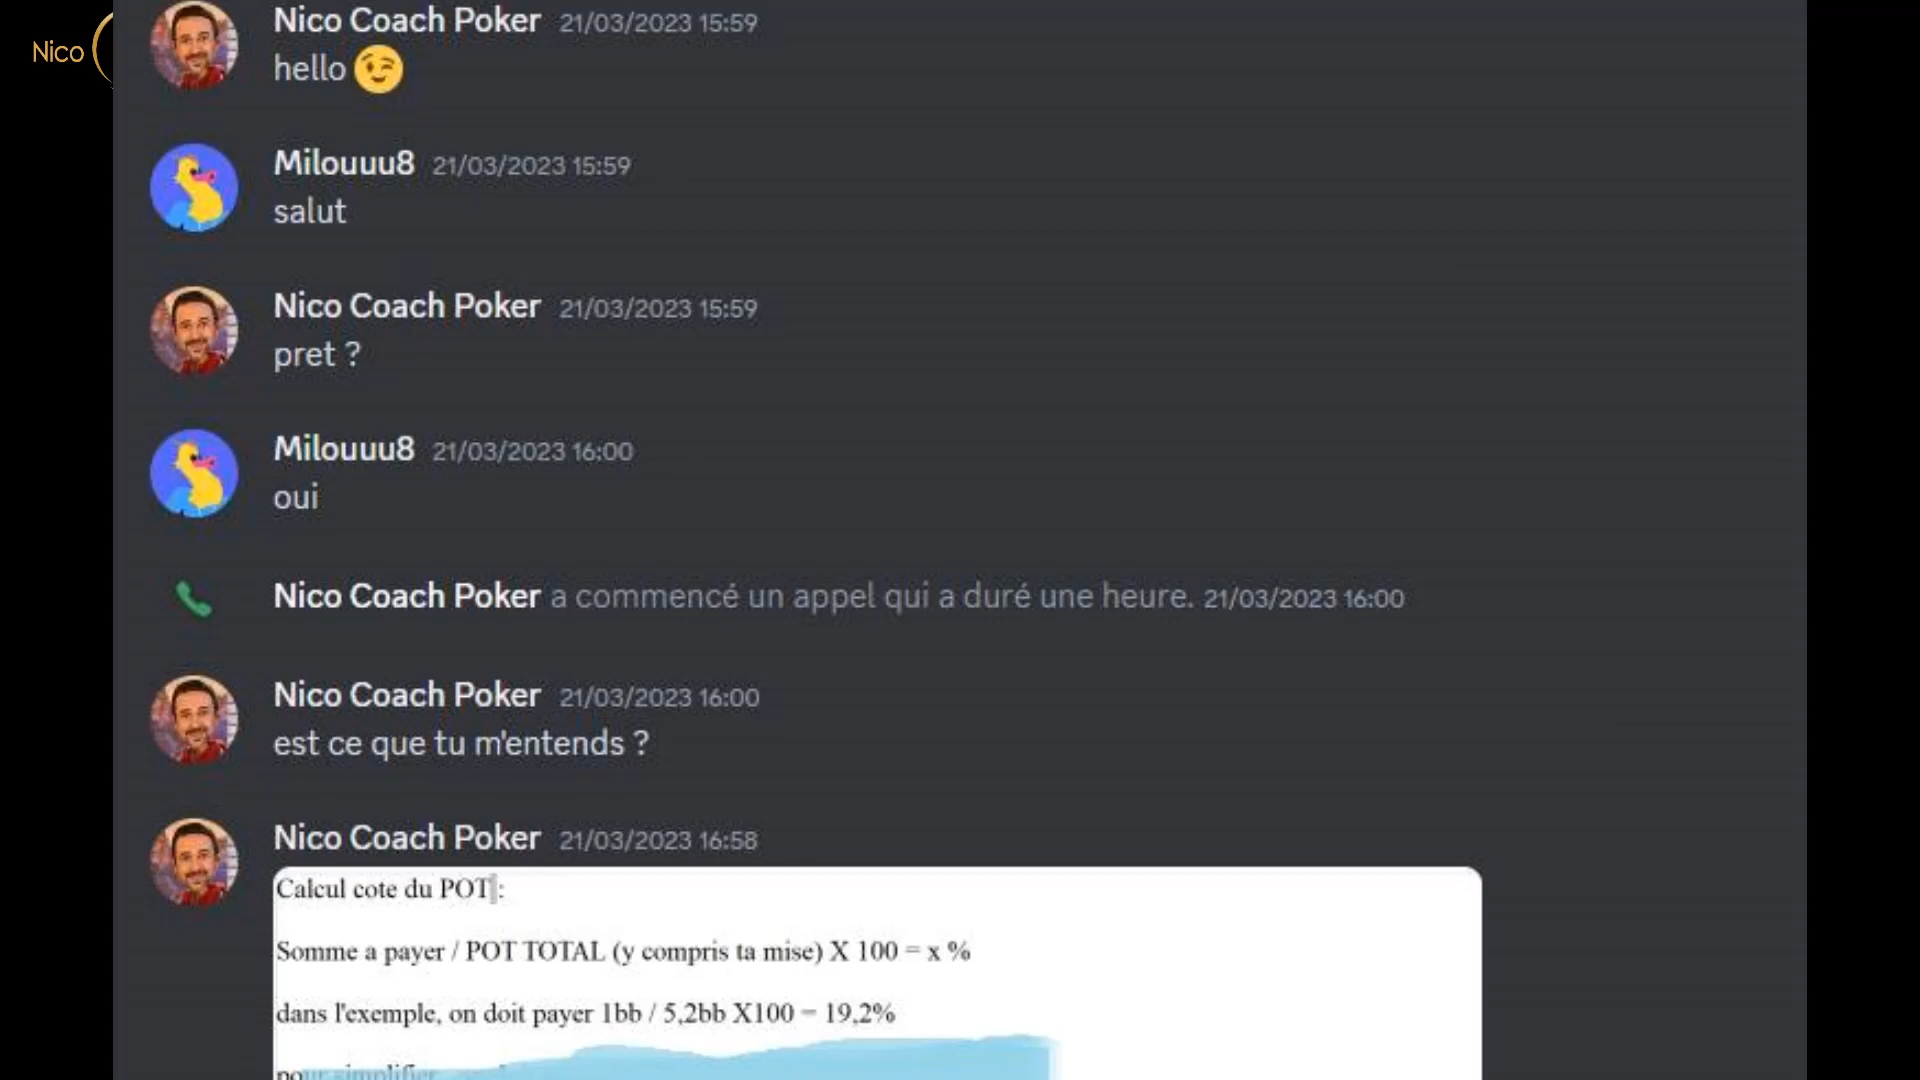 Nico
Nico Coach Poker 21/03/2023 15:59
hello 😉
Milouuu8 21/03/2023 15:59
salut
Nico Coach Poker 21/03/2023 15:59
pret ?
Milouuu8 21/03/2023 16:00
oui
Nico Coach Poker a commencé un appel qui a duré une heure. 21/03/2023 16:00
Nico Coach Poker 21/03/2023 16:00
est ce que tu m'entends ?
Nico Coach Poker 21/03/2023 16:58
Calcul cote du POT :
Somme a payer / POT TOTAL (y compris ta mise) X 100 = x %
dans l'exemple, on doit payer 1bb / 5,2bb X100 = 19,2%
pour simplifier